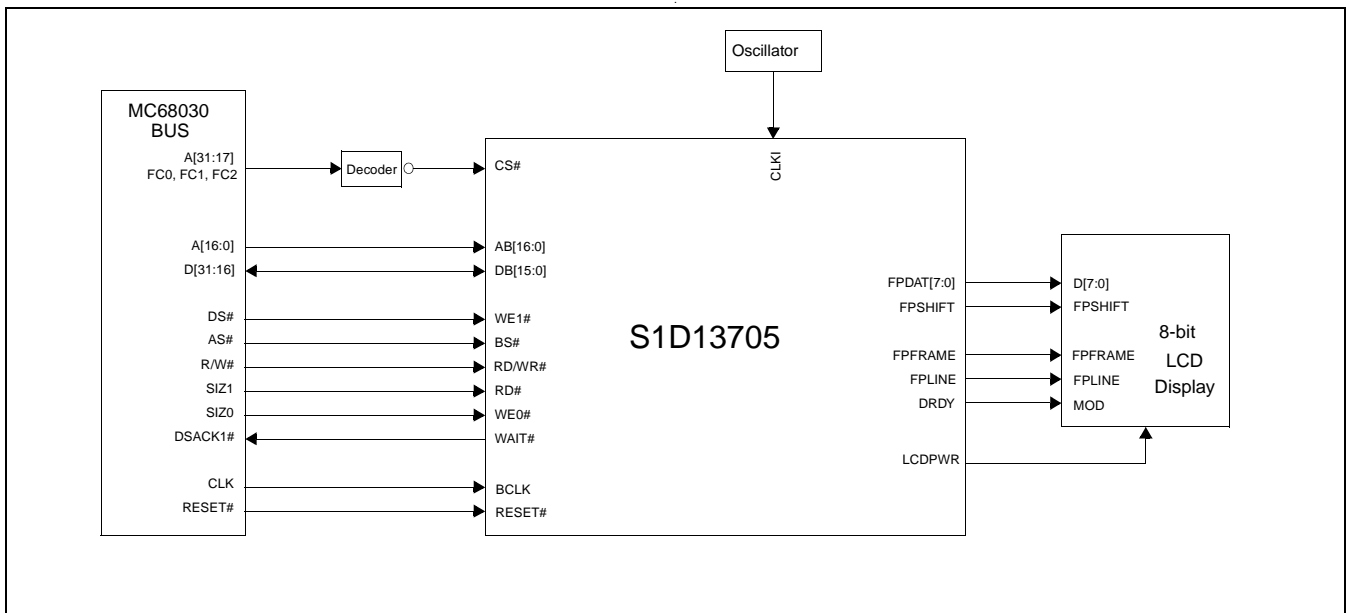 Oscillator
MC68030
BUS
A[31:17]
FC0, FC1, FC2
Decoder
CS#
CLKI
A[16:0]
AB[16:0]
D[31:16]
DB[15:0]
DS#
WE1#
AS#
BS#
R/W#
RD/WR#
SIZ1
RD#
SIZ0
WE0#
DSACK1#
WAIT#
CLK
BCLK
RESET#
RESET#
S1D13705
FPDAT[7:0]
D[7:0]
FPSHIFT
FPSHIFT
FPFRAME
FPFRAME
FPLINE
FPLINE
DRDY
MOD
LCDPWR
8-bit
LCD
Display